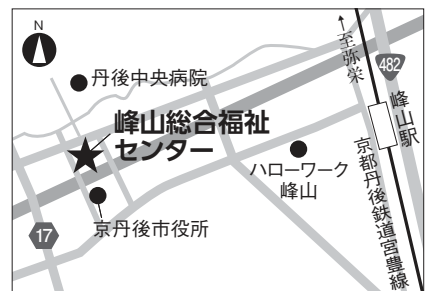 N
至弥栄
482
丹後中央病院
峰山駅
峰山総合福祉
センター
ハローワーク
峰山
京都丹後鉄道宮豊線
17
京丹後市役所